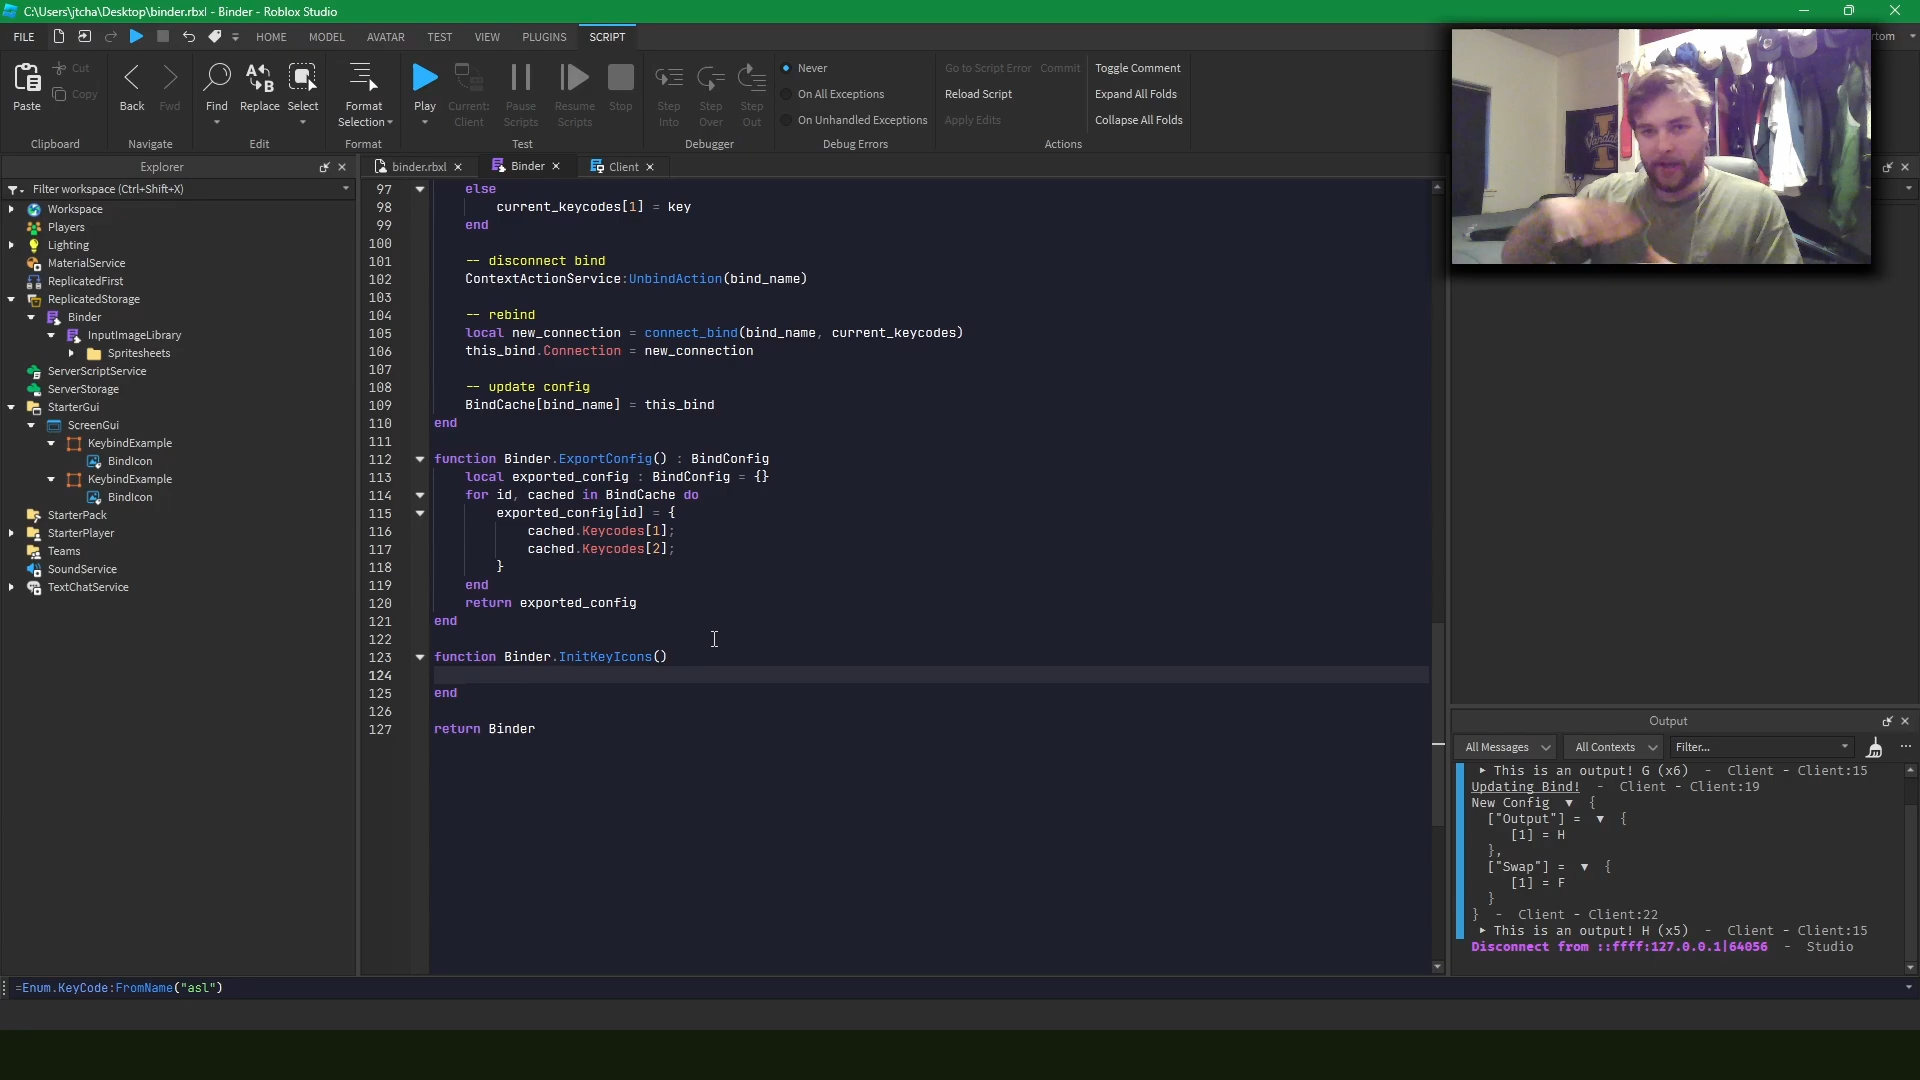 C:\Users\jtcha\Desktop\binder.rbxl - Binder - Roblox Studio
FILE
HOME
MODEL
AVATAR
TEST
VIEW
PLUGINS
SCRIPT
tom
Paste
Cut
Copy
Back
Fwd
Find
Replace
Select
Format
Selection
Play
Current:
Client
Pause
Scripts
Resume
Scripts
Stop
Step
Into
Step
Over
Step
Out
Never
On All Exceptions
On Unhandled Exceptions
Go to Script Error
Commit
Reload Script
Apply Edits
Toggle Comment
Expand All Folds
Collapse All Folds
Clipboard
Navigate
Edit
Format
Test
Debugger
Debug Errors
Actions
Explorer
Filter workspace (Ctrl+Shift+X)
Workspace
Players
Lighting
MaterialService
ReplicatedFirst
ReplicatedStorage
Binder
InputImageLibrary
Spritesheets
ServerScriptService
ServerStorage
StarterGui
ScreenGui
KeybindExample
BindIcon
KeybindExample
BindIcon
StarterPack
StarterPlayer
Teams
SoundService
TextChatService
binder.rbxl
Binder
Client
97 else
98 current_keycodes[1] = key
99 end
100
101 -- disconnect bind
102 ContextActionService:UnbindAction(bind_name)
103
104 -- rebind
105 local new_connection = connect_bind(bind_name, current_keycodes)
106 this_bind.Connection = new_connection
107
108 -- update config
109 BindCache[bind_name] = this_bind
110 end
111
112 function Binder.ExportConfig() : BindConfig
113 local exported_config : BindConfig = {}
114 for id, cached in BindCache do
115 exported_config[id] = {
116 cached.Keycodes[1];
117 cached.Keycodes[2];
118 }
119 end
120 return exported_config
121 end
122
123 function Binder.InitKeyIcons()
124
125 end
126
127 return Binder
Output
All Messages
All Contexts
Filter...
This is an output! G (x6) - Client - Client:15
Updating Bind! - Client - Client:19
New Config ▼ {
["Output"] = ▼ {
[1] = H
},
["Swap"] = ▼ {
[1] = F
}
} - Client - Client:22
This is an output! H (x5) - Client - Client:15
Disconnect from ::ffff:127.0.0.1|64056 - Studio
=Enum.KeyCode:FromName("asl")